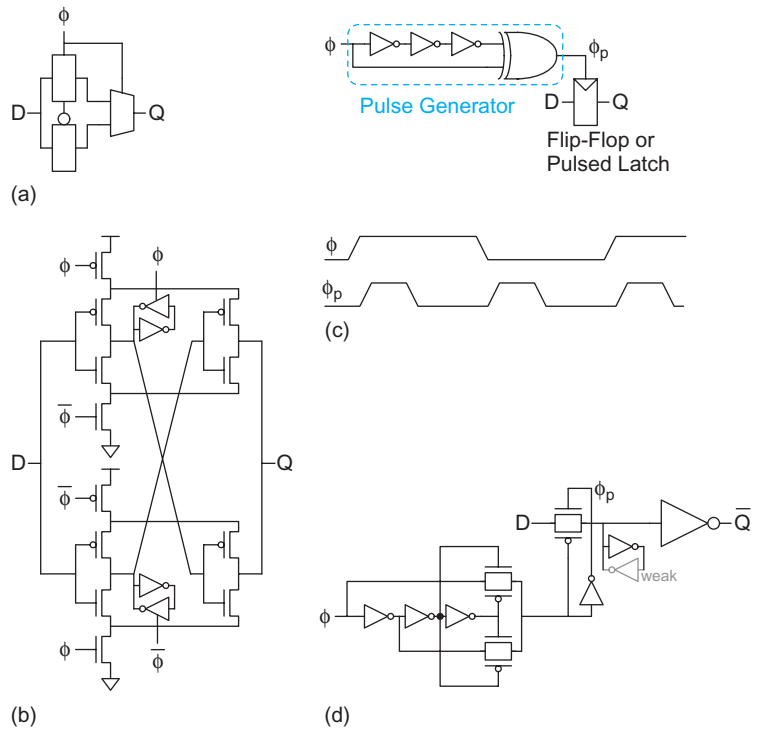 ϕ
D
Q
(a)
ϕ
ϕp
Pulse Generator
D
Q
Flip-Flop or
Pulsed Latch
ϕ
ϕp
(c)
ϕ
ϕ
ϕ̅
D
Q
ϕ̅
ϕ
ϕ̅
(b)
ϕp
D
Q̅
weak
ϕ
(d)